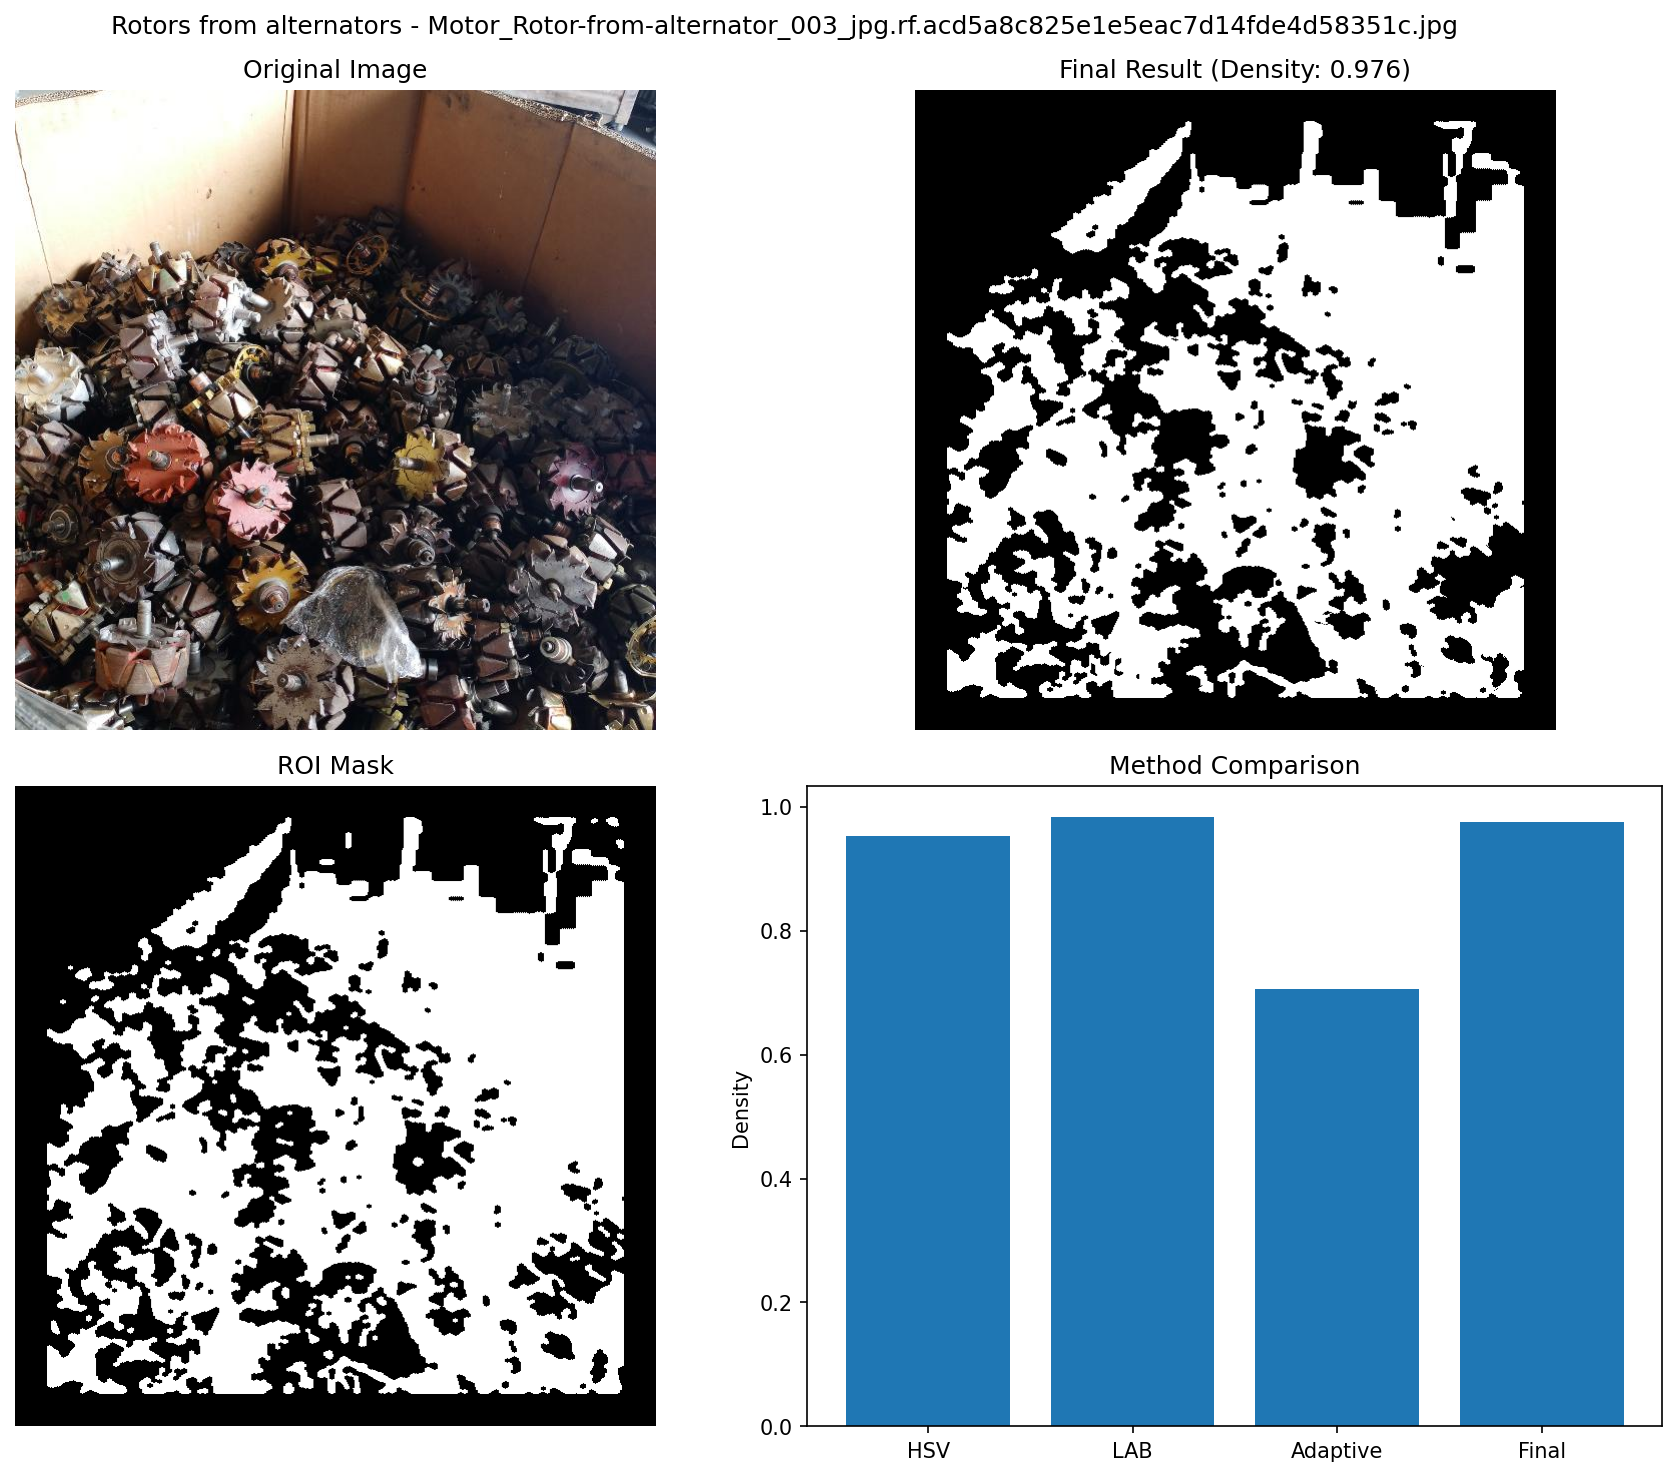 Rotors from alternators - Motor_Rotor-from-alternator_003_jpg.rf.acd5a8c825e1e5eac7d14fde4d58351c.jpg
Original Image
Final Result (Density: 0.976)
ROI Mask
Method Comparison
1.0
0.8
0.6
0.4
0.2
0.0
Density
HSV
LAB
Adaptive
Final